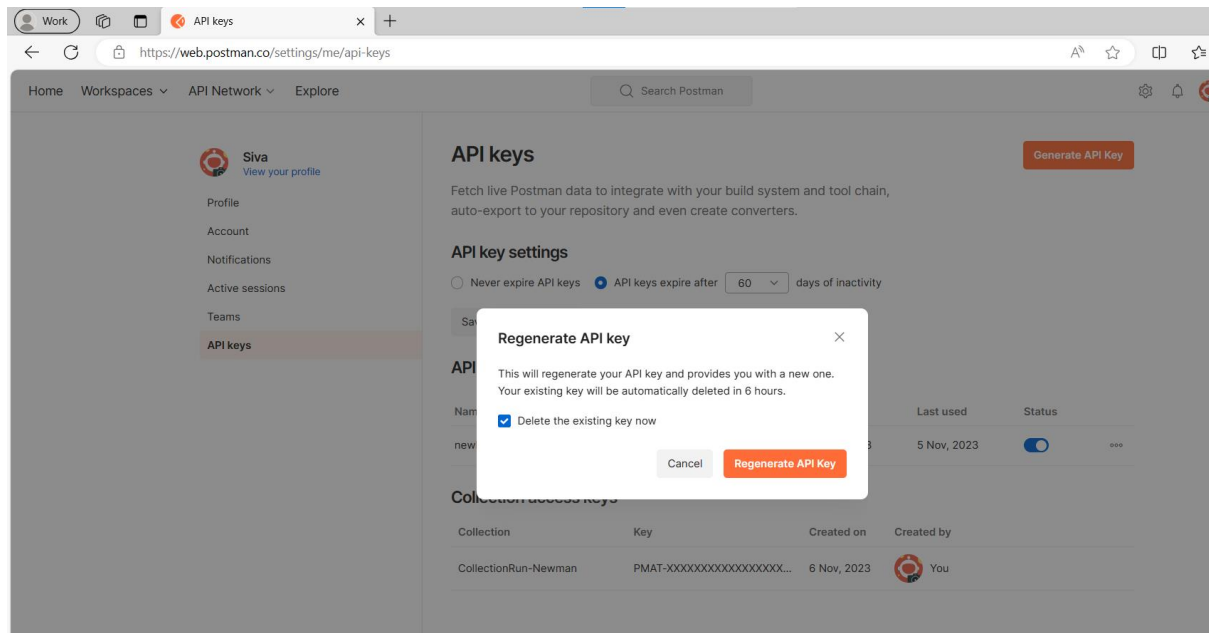 Work
API keys
https://web.postman.co/settings/me/api-keys
Home Workspaces API Network Explore
Search Postman
Siva
View your profile
Profile
Account
Notifications
Active sessions
Teams
API keys
API keys
Generate API Key
Fetch live Postman data to integrate with your build system and tool chain,
auto-export to your repository and even create converters.
API key settings
Never expire API keys API keys expire after 60 days of inactivity
Regenerate API key
This will regenerate your API key and provides you with a new one.
Your existing key will be automatically deleted in 6 hours.
Delete the existing key now
Cancel Regenerate API Key
API
Last used Status
5 Nov, 2023
Collection access keys
Collection Key Created on Created by
CollectionRun-Newman PMAT-XXXXXXXXXXXXXXXXXX... 6 Nov, 2023 You